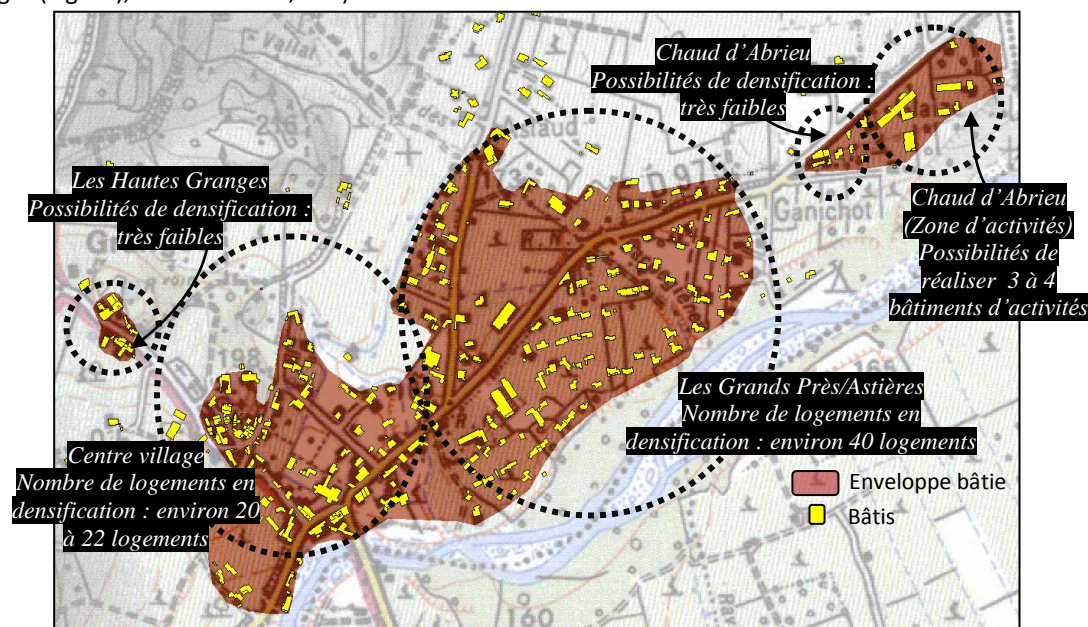 Chaud d'Abrieu
Possibilités de densification :
très faibles
Les Hautes Granges
Possibilités de densification :
très faibles
Chaud d'Abrieu
(Zone d'activités)
Possibilités de
réaliser 3 à 4
bâtiments d'activités
Les Grands Près/Astières
Nombre de logements en
densification : environ 40 logements
Centre village
Nombre de logements en
densification : environ 20
à 22 logements
Enveloppe bâtie
Bâtis
Vallat
Ganichot
198
160